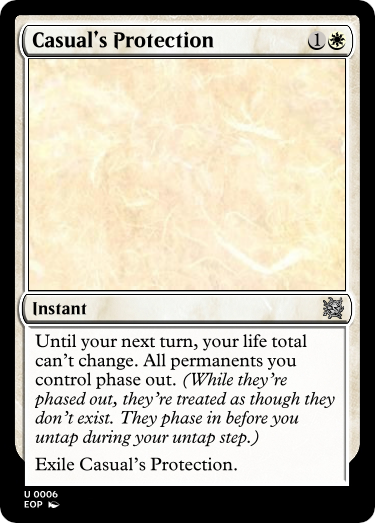 Casual's Protection 1
Instant
Until your next turn, your life total
can't change. All permanents you
control phase out. (While they're
phased out, they're treated as though they
don't exist. They phase in before you
untap during your untap step.)
Exile Casual's Protection.
U 0006
EOP